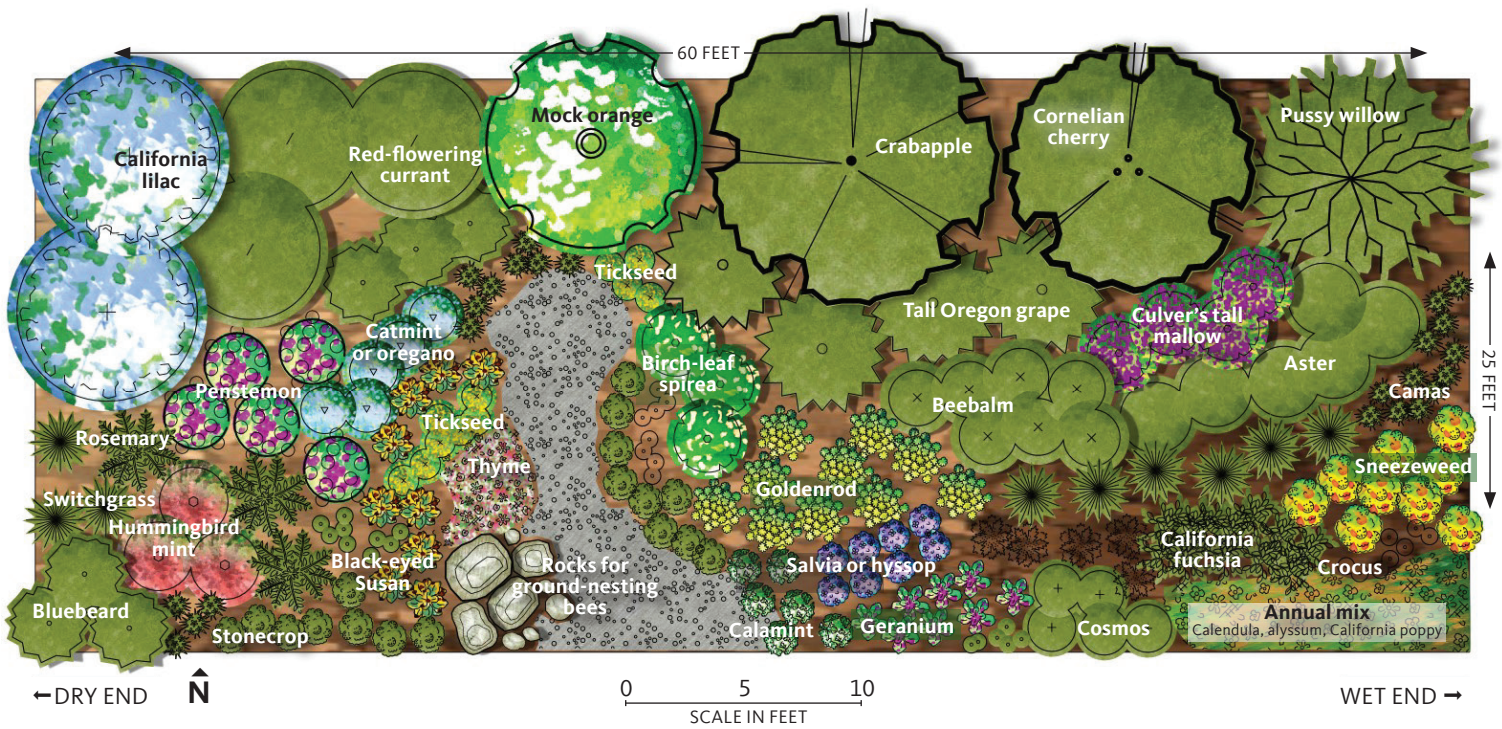 60 FEET
Mock orange
Cornelian
cherry
Pussy willow
Crabapple
California
lilac
Red-flowering
currant
Tickseed
Tall Oregon grape
Culver's tall
mallow
Catmint
or oregano
Birch-leaf
spirea
Aster
25 FEET
Penstemon
Beebalm
Camas
Tickseed
Rosemary
Thyme
Sneezeweed
Switchgrass
Goldenrod
Hummingbird
mint
Black-eyed
Susan
Rocks for
ground-nesting
bees
Salvia or hyssop
California
fuchsia
Crocus
Bluebeard
Stonecrop
Calamint
Geranium
Cosmos
Annual mix
Calendula, alyssum, California poppy
←DRY END
N
0 5 10
SCALE IN FEET
WET END →